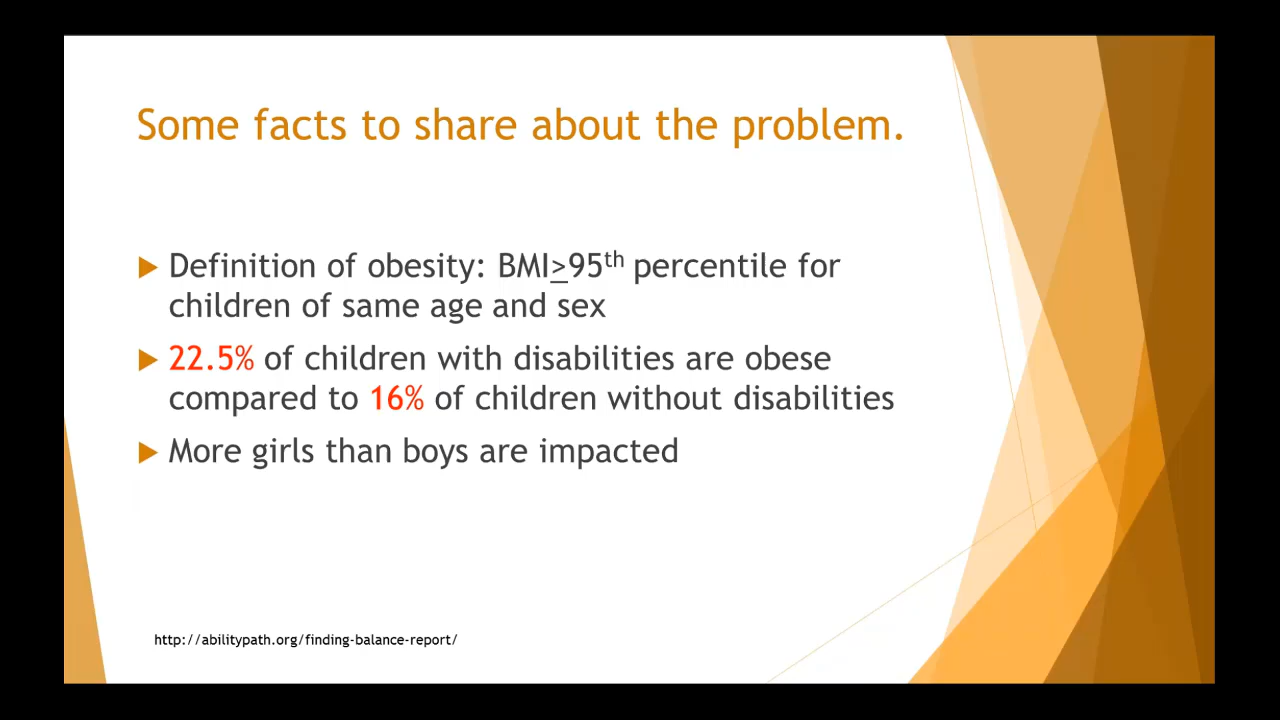 Some facts to share about the problem.
Definition of obesity: BMI≥95th percentile for
children of same age and sex
22.5% of children with disabilities are obese
compared to 16% of children without disabilities
More girls than boys are impacted
http://abilitypath.org/finding-balance-report/